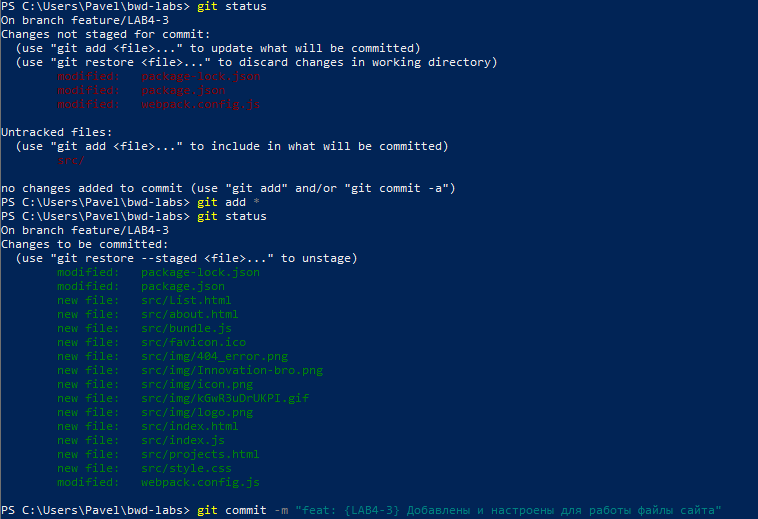 PS C:\Users\Pavel\bwd-labs> git status
On branch feature/LAB4-3
Changes not staged for commit:
  (use "git add <file>..." to update what will be committed)
  (use "git restore <file>..." to discard changes in working directory)
        modified:   package-lock.json
        modified:   package.json
        modified:   webpack.config.js

Untracked files:
  (use "git add <file>..." to include in what will be committed)
        src/

no changes added to commit (use "git add" and/or "git commit -a")
PS C:\Users\Pavel\bwd-labs> git add *
PS C:\Users\Pavel\bwd-labs> git status
On branch feature/LAB4-3
Changes to be committed:
  (use "git restore --staged <file>..." to unstage)
        modified:   package-lock.json
        modified:   package.json
        new file:   src/List.html
        new file:   src/about.html
        new file:   src/bundle.js
        new file:   src/favicon.ico
        new file:   src/img/404_error.png
        new file:   src/img/Innovation-bro.png
        new file:   src/img/icon.png
        new file:   src/img/kGwR3uDrUKPI.gif
        new file:   src/img/logo.png
        new file:   src/index.html
        new file:   src/index.js
        new file:   src/projects.html
        new file:   src/style.css
        modified:   webpack.config.js

PS C:\Users\Pavel\bwd-labs> git commit -m "feat: {LAB4-3} Добавлены и настроены для работы файлы сайта"